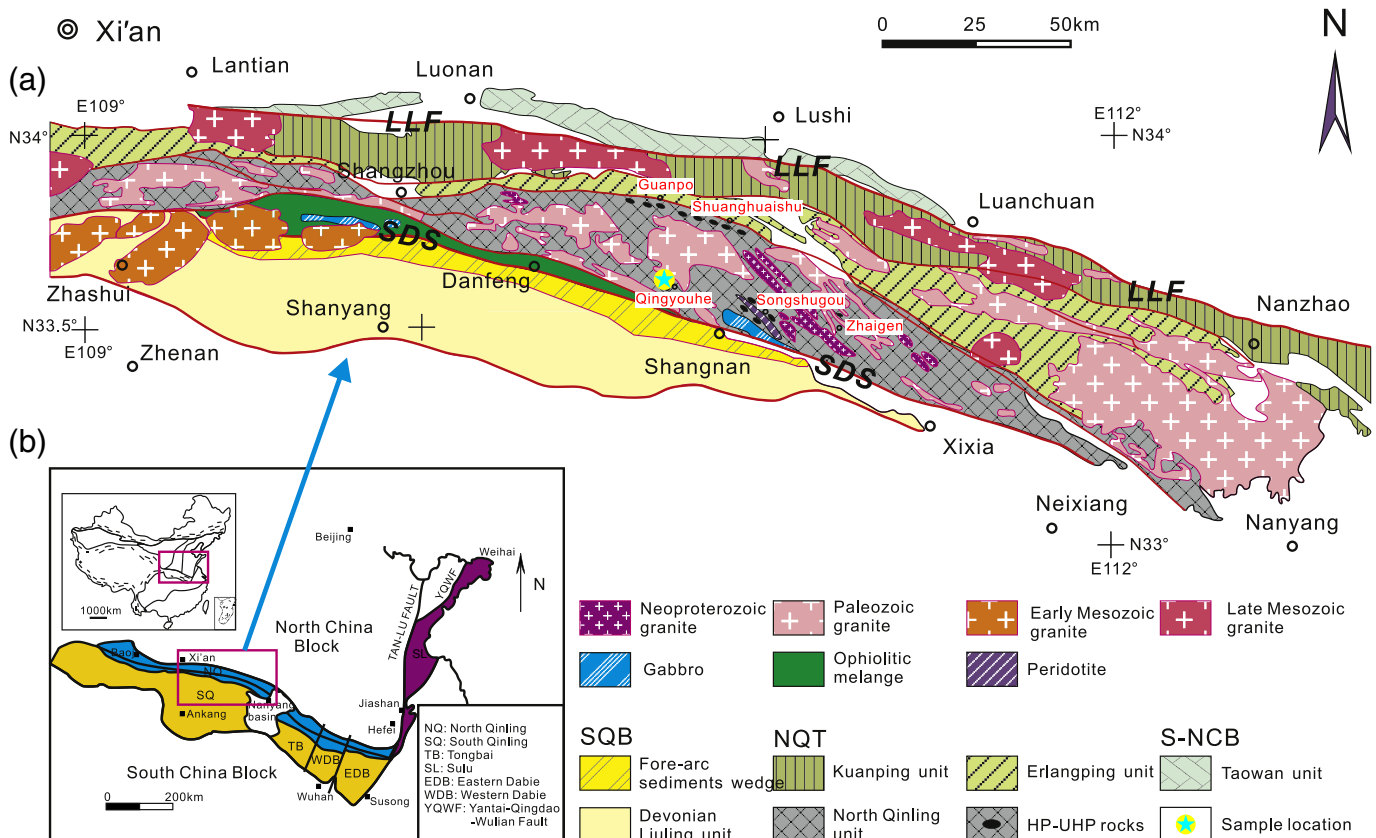 Xi'an
0 25 50km
N
(a)
Lantian
Luonan
E109°
LLF
Lushi
E112°
N34°
N34°
Shangzhou
LLF
Guanpo
Shuanghuaishu
Luanchuan
SDS
Danfeng
Qingyouhe
Songshugou
LLF
Zhashui
Nanzhao
Shanyang
Zhaigen
N33.5°
E109°
Zhenan
Shangnan
SDS
Xixia
(b)
Neixiang
Nanyang
N33°
E112°
Beijing
Weihai
YQWF
N
TAN-LU FAULT
1000km
North China
Block
SL
Baoji
Xi'an
NQ
SQ
Nanyang
basin
Ankang
Jiashan
Hefei
TB
WDB
EDB
South China Block
Wuhan
Susong
0 200km
NQ: North Qinling
SQ: South Qinling
TB: Tongbai
SL: Sulu
EDB: Eastern Dabie
WDB: Western Dabie
YQWF: Yantai-Qingdao
-Wulian Fault
Neoproterozoic
granite
Paleozoic
granite
Early Mesozoic
granite
Late Mesozoic
granite
Gabbro
Ophiolitic
melange
Peridotite
SQB
NQT
S-NCB
Fore-arc
sediments wedge
Kuanping unit
Erlangping unit
Taowan unit
Devonian
Liuling unit
North Qinling
unit
HP-UHP rocks
Sample location